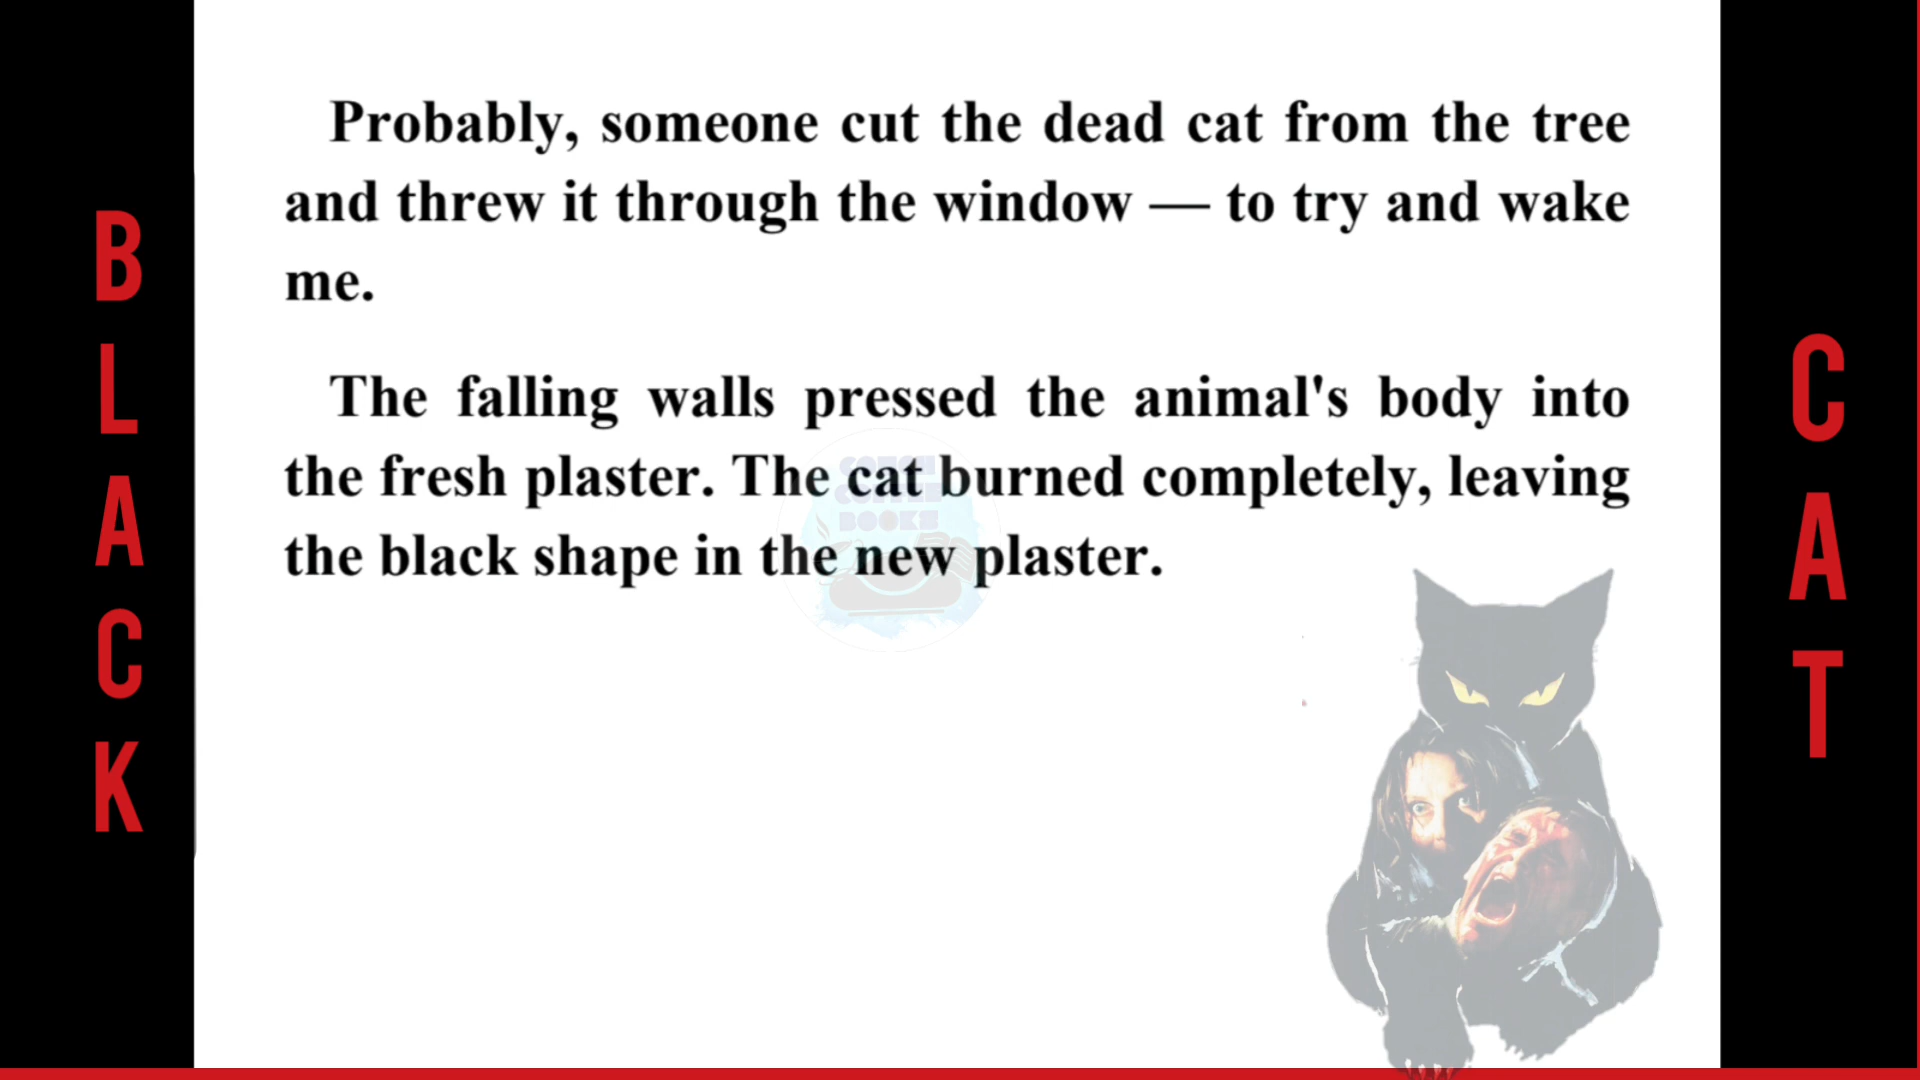 BLACK
Probably, someone cut the dead cat from the tree
and threw it through the window — to try and wake
me.
The falling walls pressed the animal's body into
the fresh plaster. The cat burned completely, leaving
the black shape in the new plaster.
BOOKS
CAT